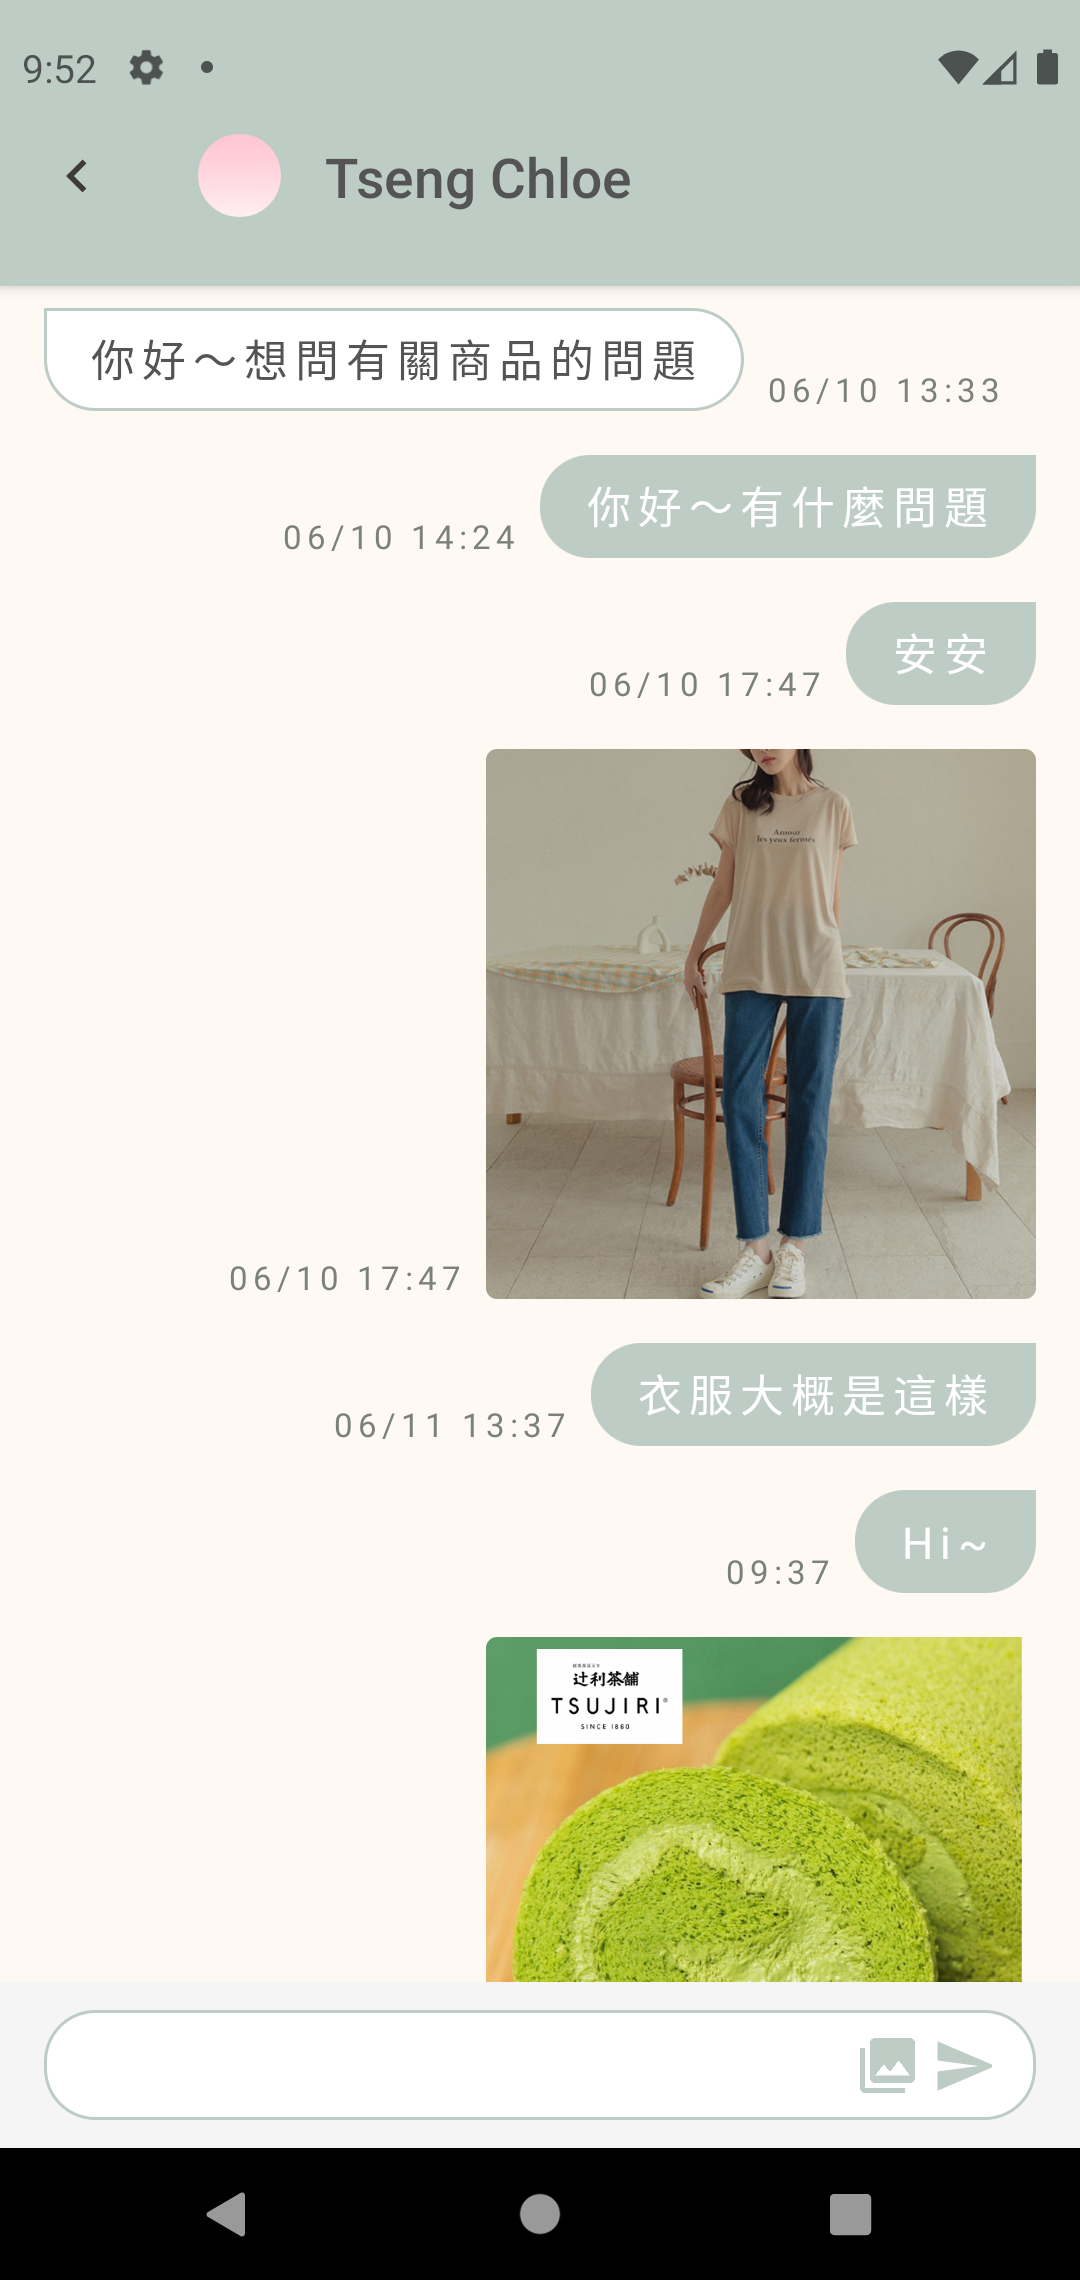 9:52
Tseng Chloe
你好～想問有關商品的問題
06/10 13:33
你好～有什麼問題
06/10 14:24
安安
06/10 17:47
Amour
les yeux fermés
06/10 17:47
衣服大概是這樣
06/11 13:37
Hi~
09:37
辻利茶舗
TSUJIRI®
SINCE 1860